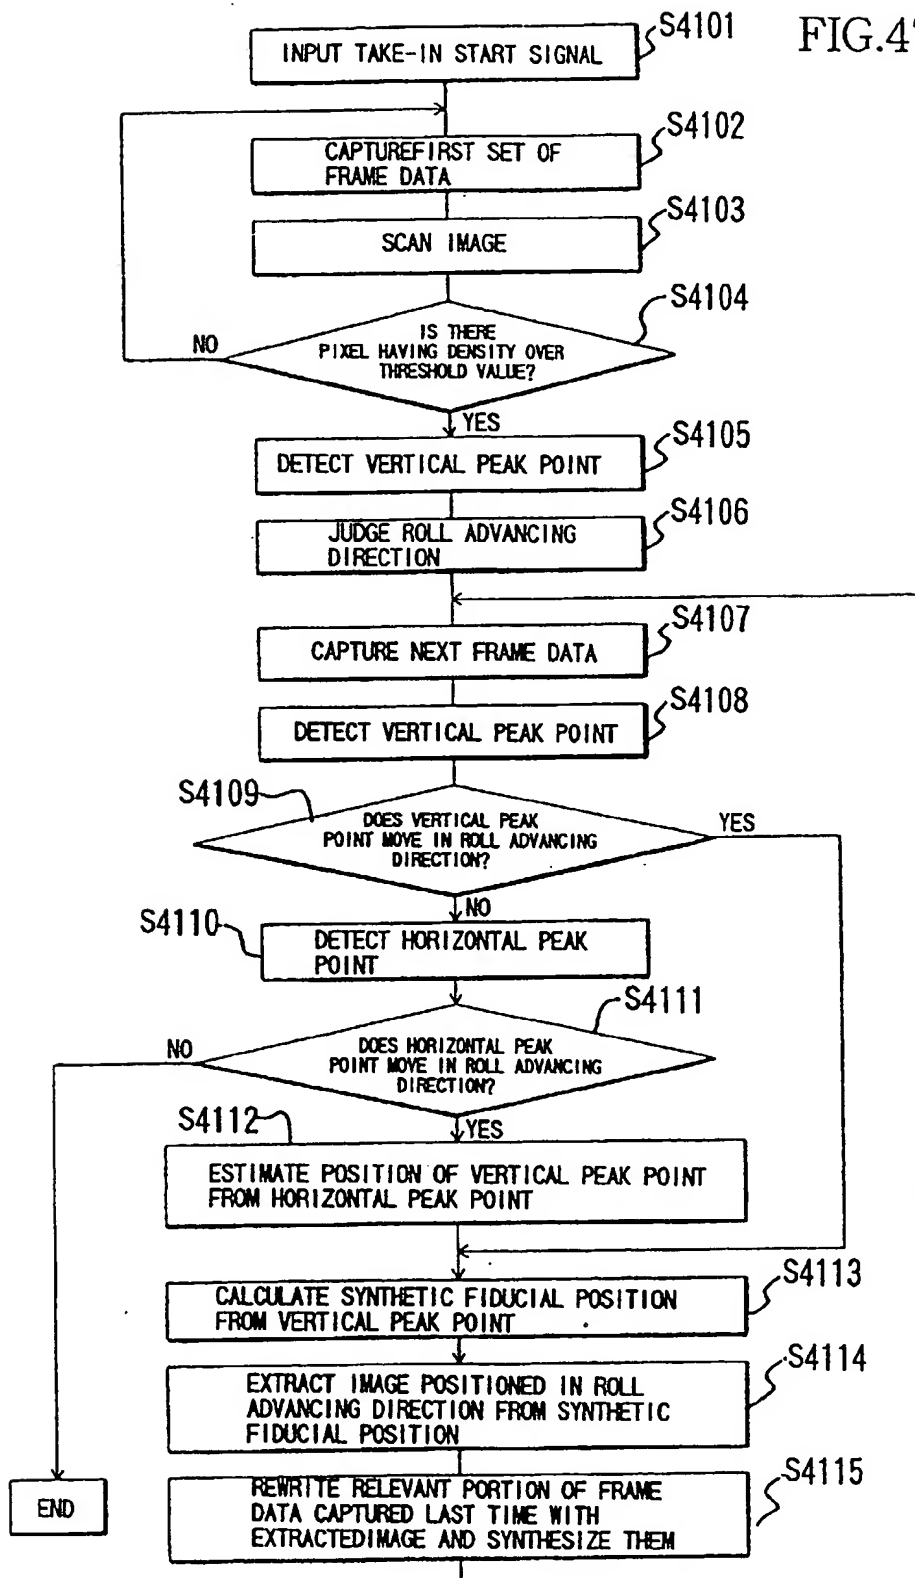 FIG.4
S4101
INPUT TAKE-IN START SIGNAL
S4102
CAPTUREFIRST SET OF
FRAME DATA
S4103
SCAN IMAGE
S4104
IS THERE
PIXEL HAVING DENSITY OVER
THRESHOLD VALUE?
NO
YES
S4105
DETECT VERTICAL PEAK POINT
S4106
JUDGE ROLL ADVANCING
DIRECTION
S4107
CAPTURE NEXT FRAME DATA
S4108
DETECT VERTICAL PEAK POINT
S4109
DOES VERTICAL PEAK
POINT MOVE IN ROLL ADVANCING
DIRECTION?
YES
NO
S4110
DETECT HORIZONTAL PEAK
POINT
S4111
DOES HORIZONTAL PEAK
POINT MOVE IN ROLL ADVANCING
DIRECTION?
NO
YES
S4112
ESTIMATE POSITION OF VERTICAL PEAK POINT
FROM HORIZONTAL PEAK POINT
S4113
CALCULATE SYNTHETIC FIDUCIAL POSITION
FROM VERTICAL PEAK POINT
S4114
EXTRACT IMAGE POSITIONED IN ROLL
ADVANCING DIRECTION FROM SYNTHETIC
FIDUCIAL POSITION
S4115
REWRITE RELEVANT PORTION OF FRAME
DATA CAPTURED LAST TIME WITH
EXTRACTEDIMAGE AND SYNTHESIZE THEM
END